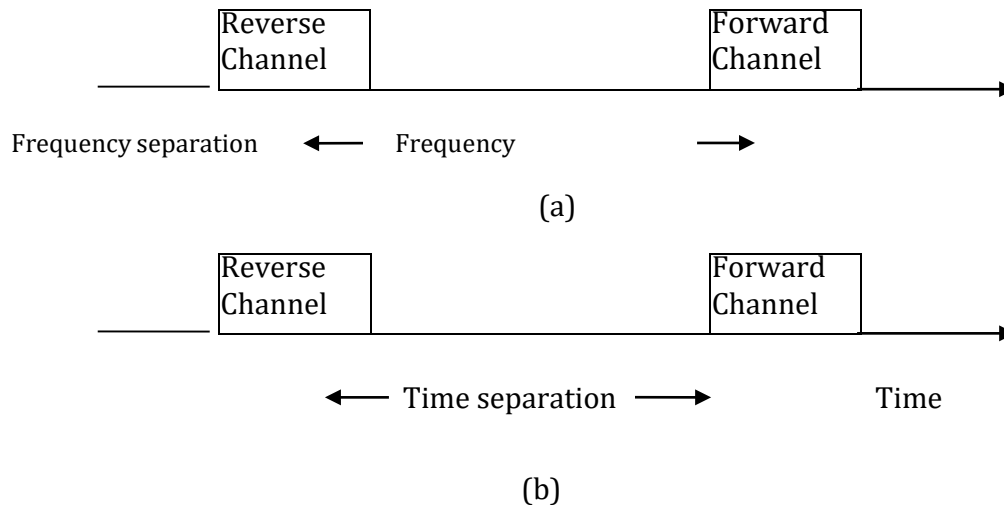 Reverse
Channel
Forward
Channel
Frequency separation
Frequency
(a)
Reverse
Channel
Forward
Channel
Time separation
Time
(b)